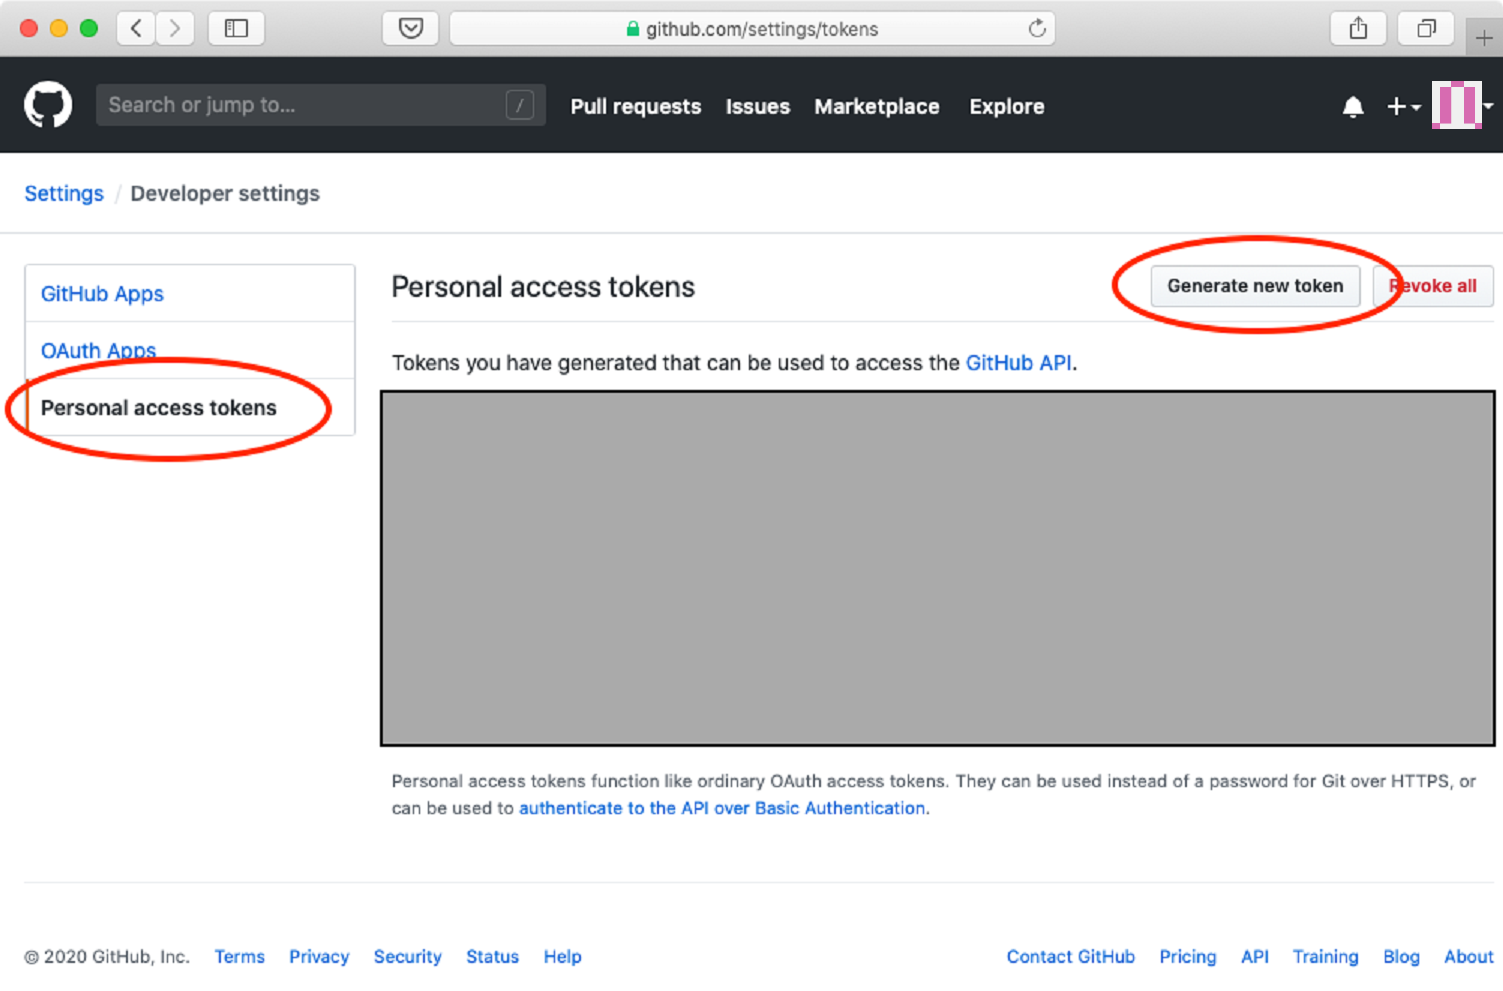 github.com/settings/tokens
Search or jump to... /
Pull requests Issues Marketplace Explore
Settings / Developer settings
GitHub Apps
OAuth Apps
Personal access tokens
Personal access tokens
Generate new token
Revoke all
Tokens you have generated that can be used to access the GitHub API.
Personal access tokens function like ordinary OAuth access tokens. They can be used instead of a password for Git over HTTPS, or
can be used to authenticate to the API over Basic Authentication.
© 2020 GitHub, Inc. Terms Privacy Security Status Help
Contact GitHub Pricing API Training Blog About